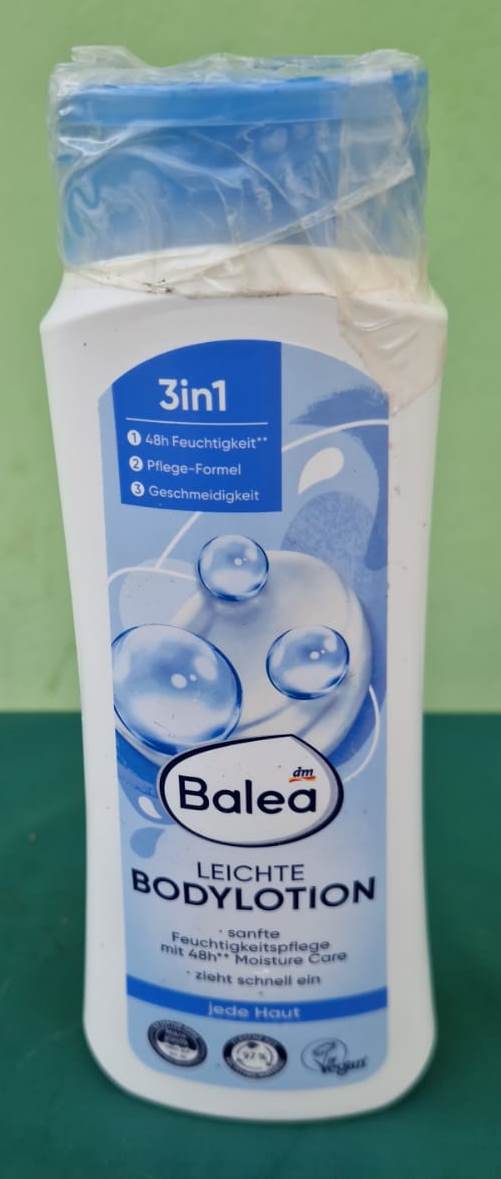 3in1
1 48h Feuchtigkeit**
2 Pflege-Formel
3 Geschmeidigkeit
dm
Balea
LEICHTE
BODYLOTION
· sanfte
Feuchtigkeitspflege
mit 48h** Moisture Care
· zieht schnell ein
jede Haut
97 %
Vegan